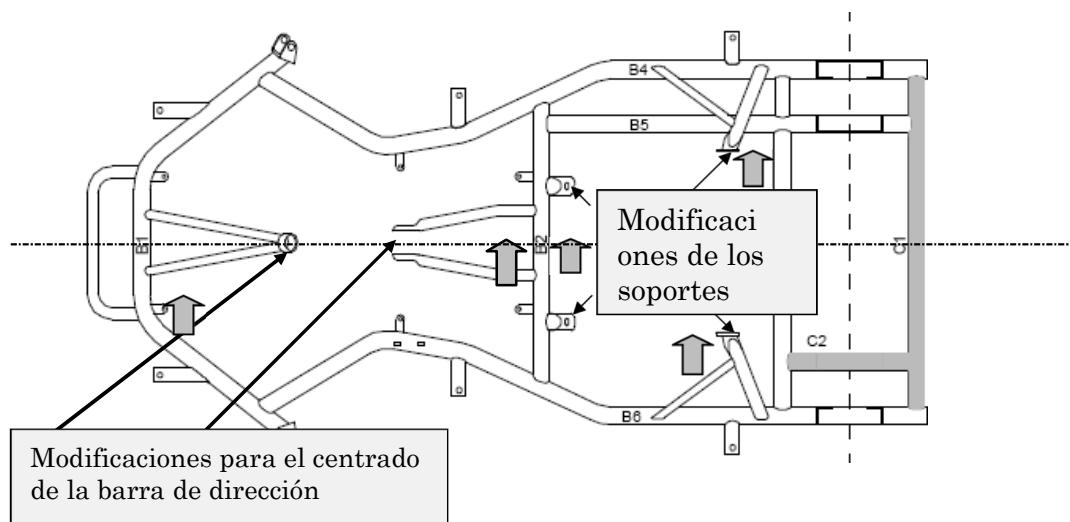 B4
B5
B1
B2
Modificaci
ones de los
soportes
C1
C2
B6
Modificaciones para el centrado
de la barra de dirección